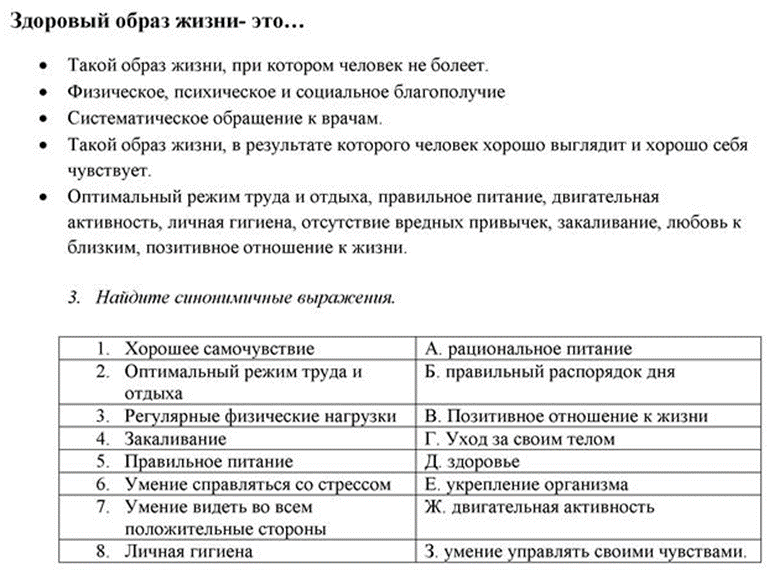 Здоровый образ жизни- это…
• Такой образ жизни, при котором человек не болеет.
• Физическое, психическое и социальное благополучие
• Систематическое обращение к врачам.
• Такой образ жизни, в результате которого человек хорошо выглядит и хорошо себя
чувствует.
• Оптимальный режим труда и отдыха, правильное питание, двигательная
активность, личная гигиена, отсутствие вредных привычек, закаливание, любовь к
близким, позитивное отношение к жизни.
3. Найдите синонимичные выражения.
1. Хорошее самочувствие
А. рациональное питание
2. Оптимальный режим труда и
отдыха
Б. правильный распорядок дня
3. Регулярные физические нагрузки
В. Позитивное отношение к жизни
4. Закаливание
Г. Уход за своим телом
5. Правильное питание
Д. здоровье
6. Умение справляться со стрессом
Е. укрепление организма
7. Умение видеть во всем
положительные стороны
Ж. двигательная активность
8. Личная гигиена
З. умение управлять своими чувствами.